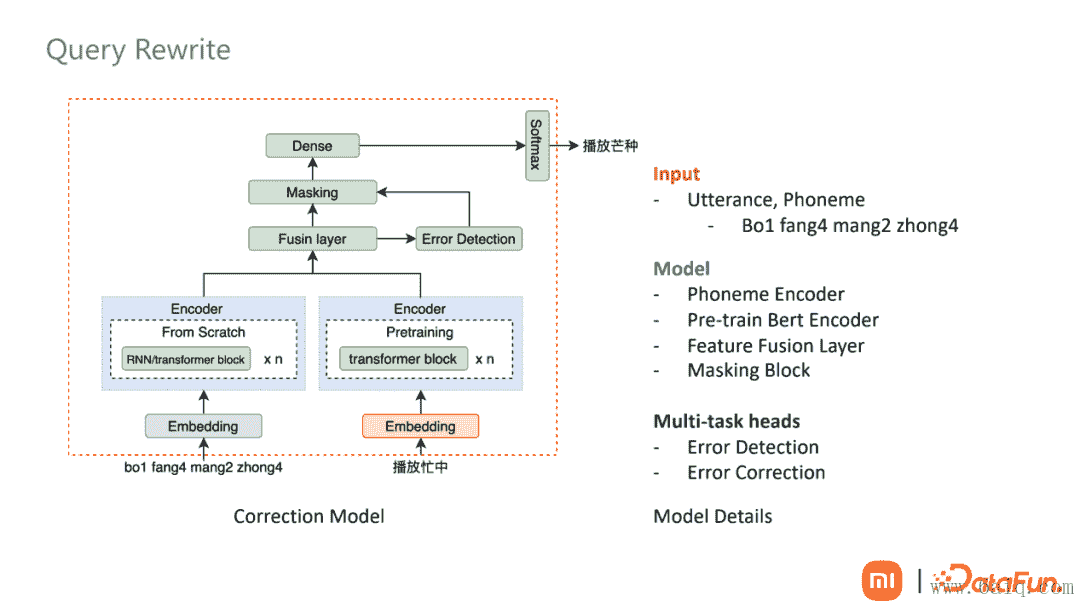 Query Rewrite
Softmax
播放芒种
Dense
Masking
Fusin layer
Error Detection
Encoder
From Scratch
RNN/transformer block
x n
Encoder
Pretraining
transformer block
x n
Embedding
Embedding
bo1 fang4 mang2 zhong4
播放忙中
Correction Model
Input
- Utterance, Phoneme
- Bo1 fang4 mang2 zhong4
Model
- Phoneme Encoder
- Pre-train Bert Encoder
- Feature Fusion Layer
- Masking Block
Multi-task heads
- Error Detection
- Error Correction
Model Details
mi
DataFun.